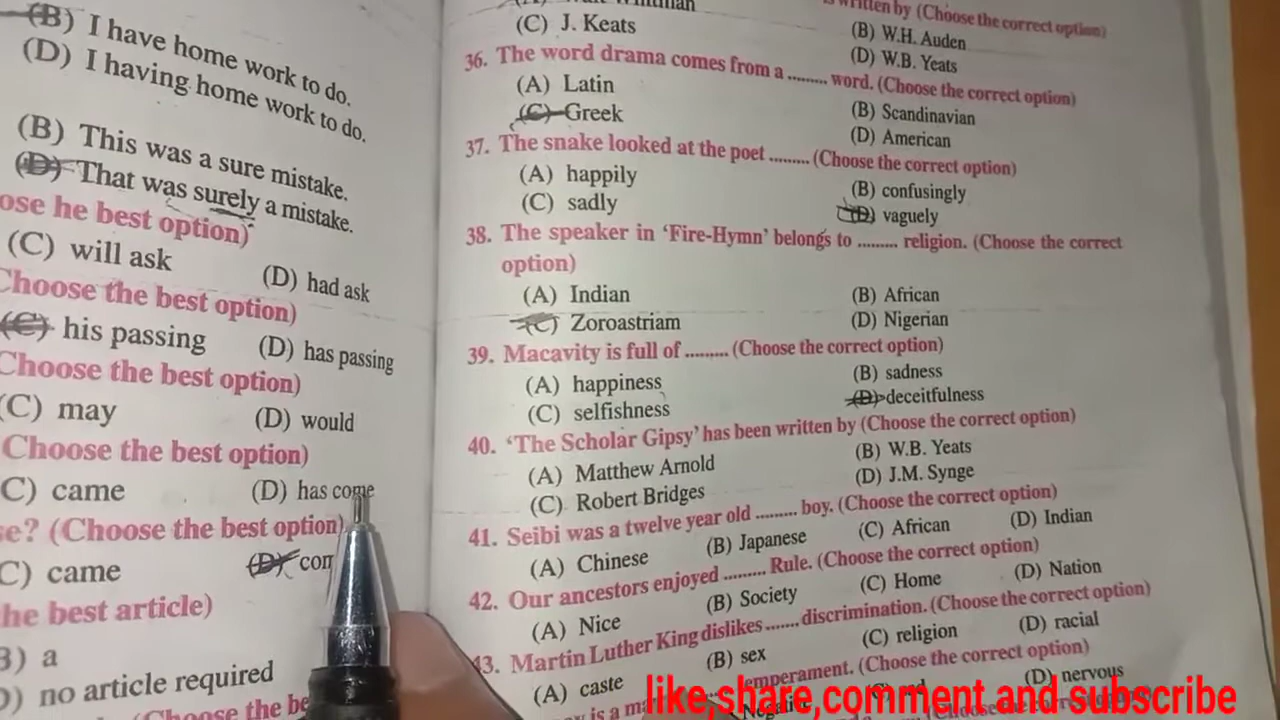 (B) I have home work to do.
(D) I having home work to do.
(B) This was a sure mistake.
(D) That was surely a mistake.
ose he best option)
(C) will ask (D) had ask
Choose the best option)
(C) his passing (D) has passing
Choose the best option)
(C) may (D) would
Choose the best option)
C) came (D) has come
se? (Choose the best option)
C) came (D)
the best article)
B) a
D) no article required
written by (Choose the correct option)
(C) J. Keats (B) W.H. Auden
(D) W.B. Yeats
36. The word drama comes from a ......... word. (Choose the correct option)
(A) Latin (B) Scandinavian
(C) Greek (D) American
37. The snake looked at the poet ......... (Choose the correct option)
(A) happily (B) confusingly
(C) sadly (D) vaguely
38. The speaker in ‘Fire-Hymn’ belongs to ......... religion. (Choose the correct
option)
(A) Indian (B) African
(C) Zoroastriam (D) Nigerian
39. Macavity is full of ......... (Choose the correct option)
(A) happiness (B) sadness
(C) selfishness (D) deceitfulness
40. ‘The Scholar Gipsy’ has been written by (Choose the correct option)
(A) Matthew Arnold (B) W.B. Yeats
(C) Robert Bridges (D) J.M. Synge
41. Seibi was a twelve year old ......... boy. (Choose the correct option)
(A) Chinese (B) Japanese (C) African (D) Indian
42. Our ancestors enjoyed ......... Rule. (Choose the correct option)
(A) Nice (B) Society (C) Home (D) Nation
43. Martin Luther King dislikes ....... discrimination. (Choose the correct option)
(A) caste (B) sex (C) religion (D) racial
is a temperament. (Choose the correct option)
(D) nervous
like,share,comment and subscribe